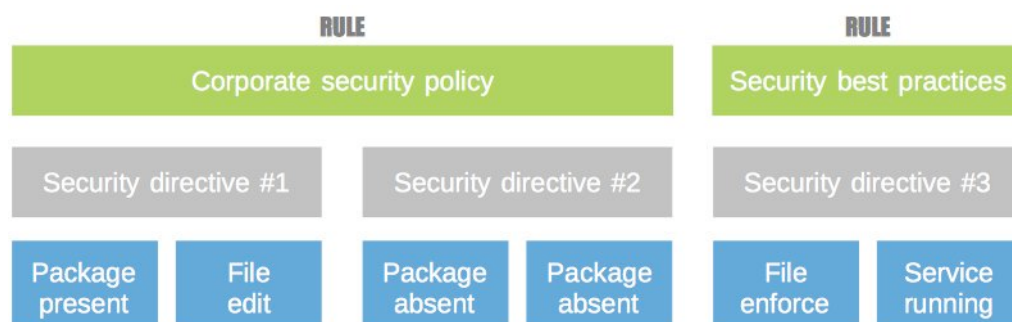 RULE
RULE
Corporate security policy
Security best practices
Security directive #1
Security directive #2
Security directive #3
Package
present
File
edit
Package
absent
Package
absent
File
enforce
Service
running